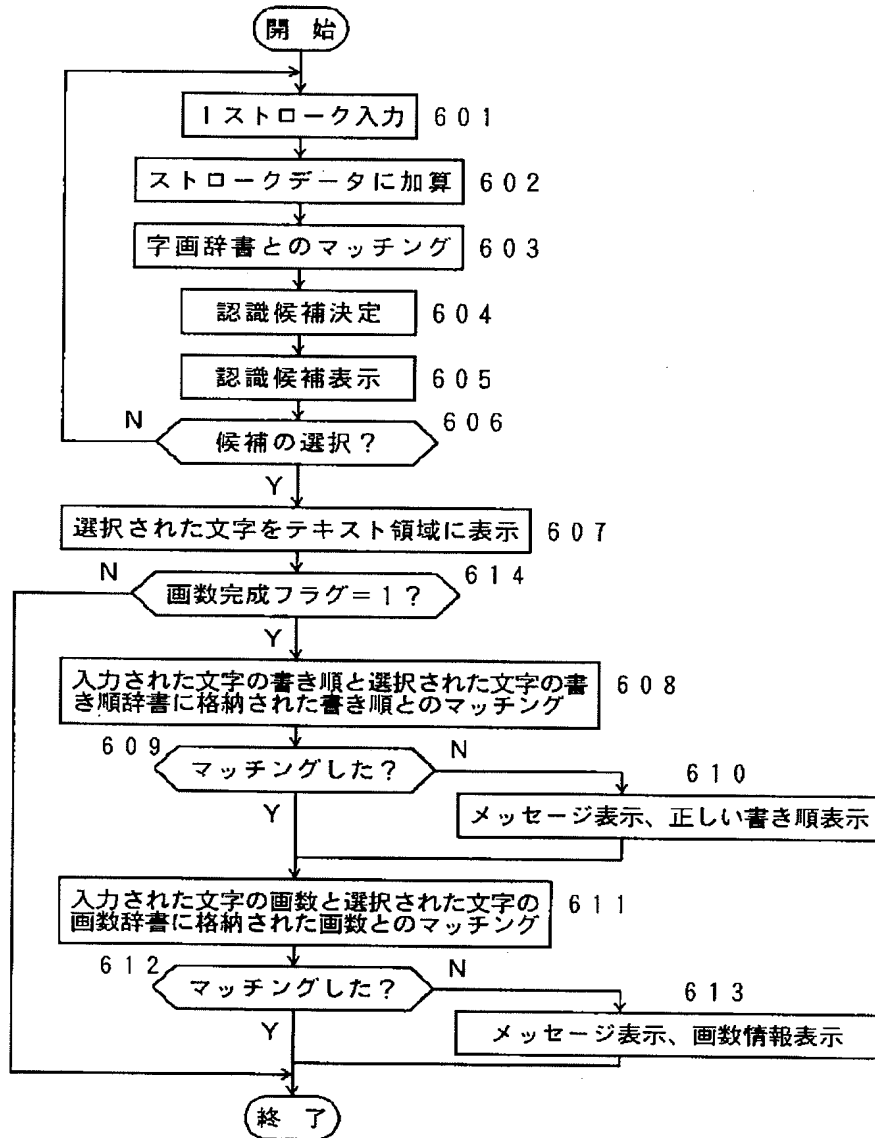 開 始
1ストローク入力 601
ストロークデータに加算 602
字画辞書とのマッチング 603
認識候補決定 604
認識候補表示 605
N 606
候補の選択?
Y
選択された文字をテキスト領域に表示 607
N 614
画数完成フラグ=1?
Y
入力された文字の書き順と選択された文字の書
き順辞書に格納された書き順とのマッチング 608
609 N
マッチングした? 610
Y メッセージ表示、正しい書き順表示
入力された文字の画数と選択された文字の
画数辞書に格納された画数とのマッチング 611
612 N
マッチングした? 613
Y メッセージ表示、画数情報表示
終 了